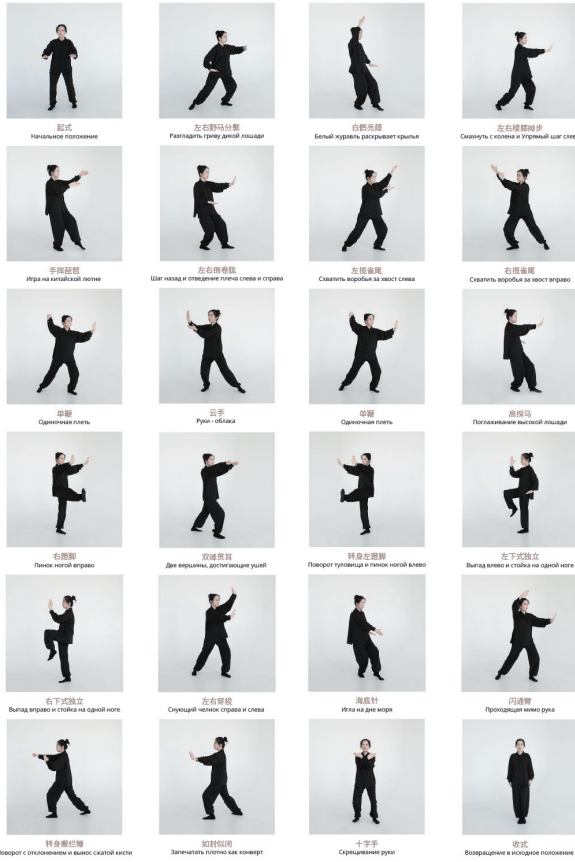 起式
Начальное положение
左右野马分鬃
Разгладить гриву дикой лошади
白鹤亮翅
Белый журавль раскрывает крылья
左右搂膝拗步
Смахнуть с колена и Упрямый шаг слев
手挥琵琶
Игра на китайской лютне
左右倒卷肱
Шаг назад и отведение плеча слева и справа
左揽雀尾
Схватить воробья за хвост слева
右揽雀尾
Схватить воробья за хвост вправо
单鞭
Одиночная плеть
云手
Руки - облака
单鞭
Одиночная плеть
高探马
Поглаживание высокой лошади
右蹬脚
Пинок ногой вправо
双峰贯耳
Две вершины, достигающие ушей
转身左蹬脚
Поворот туловища и пинок ногой влево
左下式独立
Выпад влево и стойка на одной ноге
右下式独立
Выпад вправо и стойка на одной ноге
左右穿梭
Снующий челнок справа и слева
海底针
Игла на дне моря
闪通臂
Проходящая мимо рука
转身搬拦锤
Поворот с отклонением и вынос сжатой кисти
如封似闭
Запечатать плотно как конверт
十字手
Скрещивание руки
收式
Возвращение в исходное положение